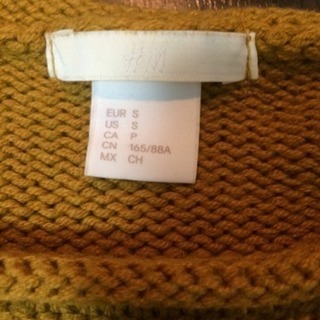 H&M
EUR S
US S
CA P
CN 165/88A
MX CH